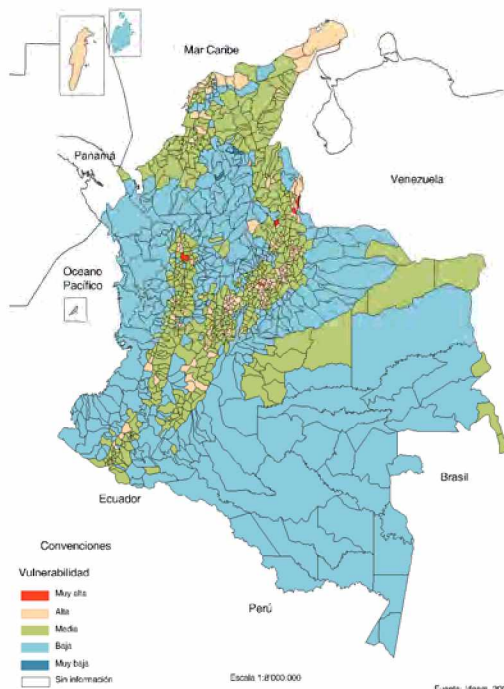 Mar Caribe
Panamá
Venezuela
Oceano
Pacífico
Brasil
Ecuador
Convenciones
Perú
Vulnerabilidad
Muy alta
Alta
Media
Baja
Muy baja
Sin información
Escala 1:8'000.000
Fuente: